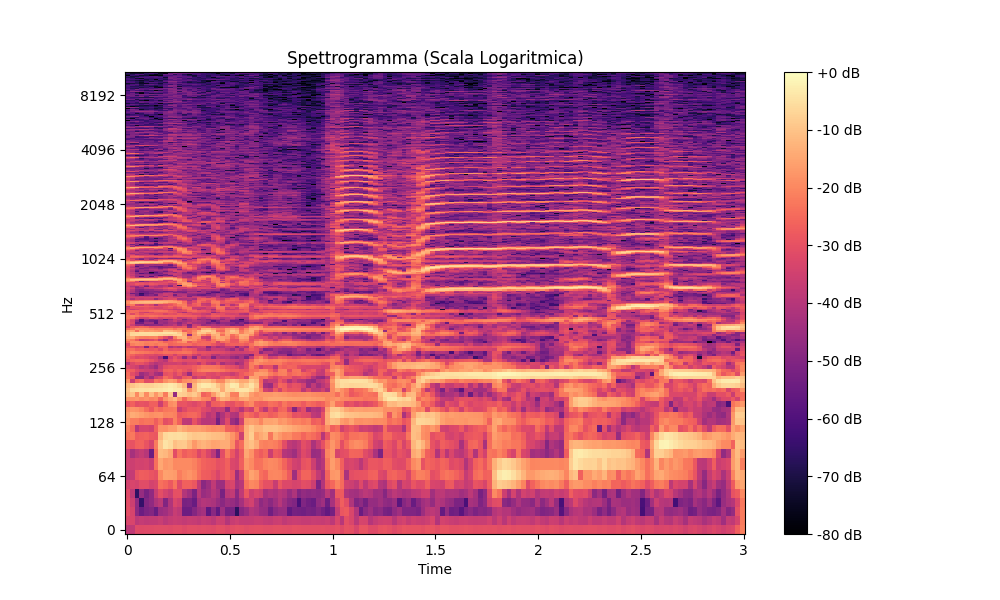 Spettrogramma (Scala Logaritmica)
Hz
8192
4096
2048
1024
512
256
128
64
0
0 0.5 1 1.5 2 2.5 3
Time
+0 dB
-10 dB
-20 dB
-30 dB
-40 dB
-50 dB
-60 dB
-70 dB
-80 dB